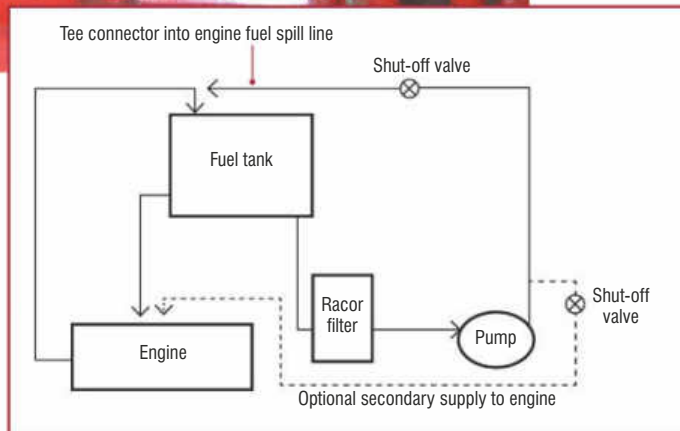 Tee connector into engine fuel spill line
Shut-off valve
Fuel tank
Racor
filter
Pump
Shut-off
valve
Engine
Optional secondary supply to engine